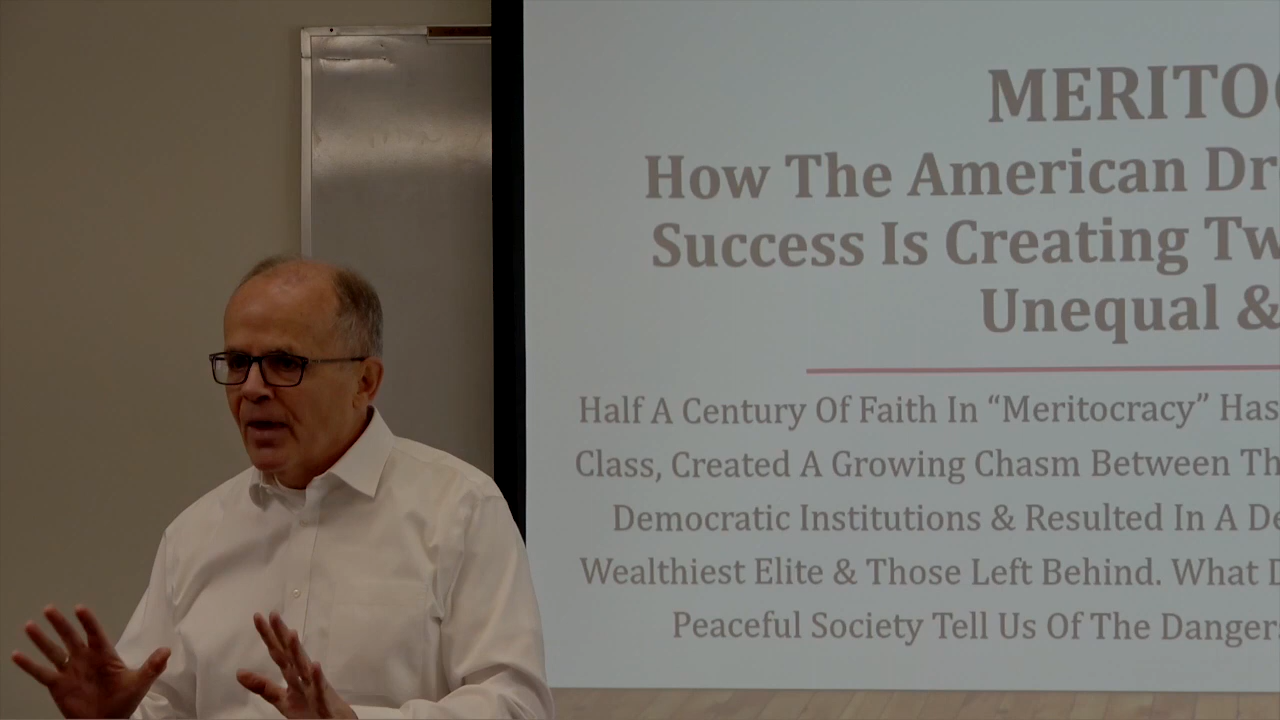 MERITO
How The American Dr
Success Is Creating Tw
Unequal &
Half A Century Of Faith In “Meritocracy” Has
Class, Created A Growing Chasm Between Th
Democratic Institutions & Resulted In A De
Wealthiest Elite & Those Left Behind. What D
Peaceful Society Tell Us Of The Danger